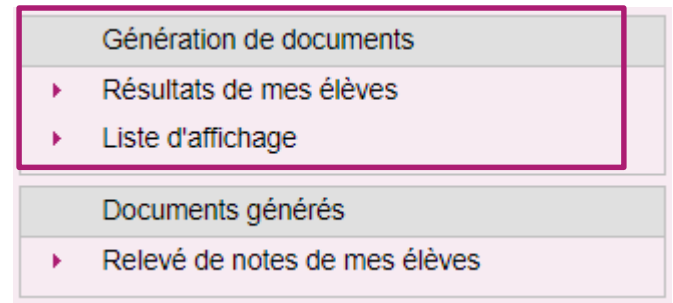 Génération de documents
Résultats de mes élèves
Liste d'affichage
Documents générés
Relevé de notes de mes élèves